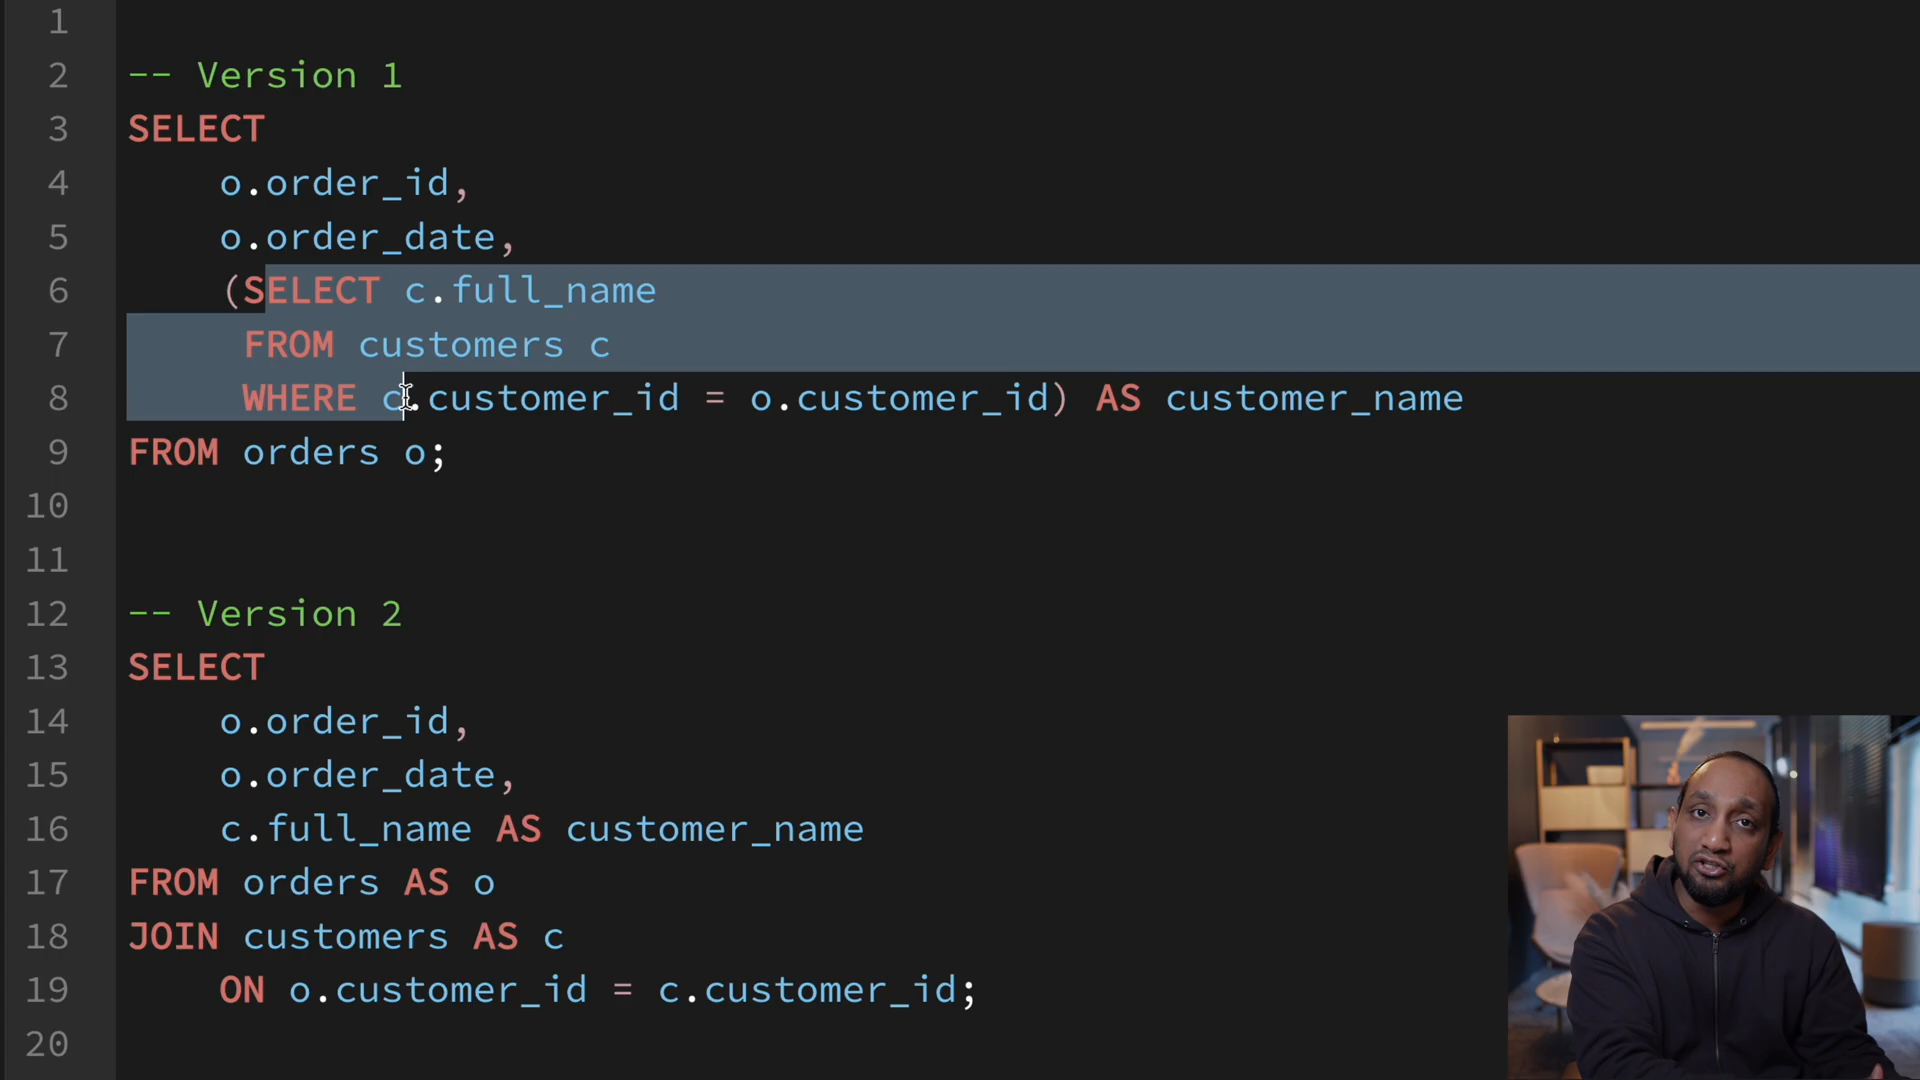 1
2 -- Version 1
3 SELECT
4 o.order_id,
5 o.order_date,
6 (SELECT c.full_name
7 FROM customers c
8 WHERE c.customer_id = o.customer_id) AS customer_name
9 FROM orders o;
10
11
12 -- Version 2
13 SELECT
14 o.order_id,
15 o.order_date,
16 c.full_name AS customer_name
17 FROM orders AS o
18 JOIN customers AS c
19 ON o.customer_id = c.customer_id;
20